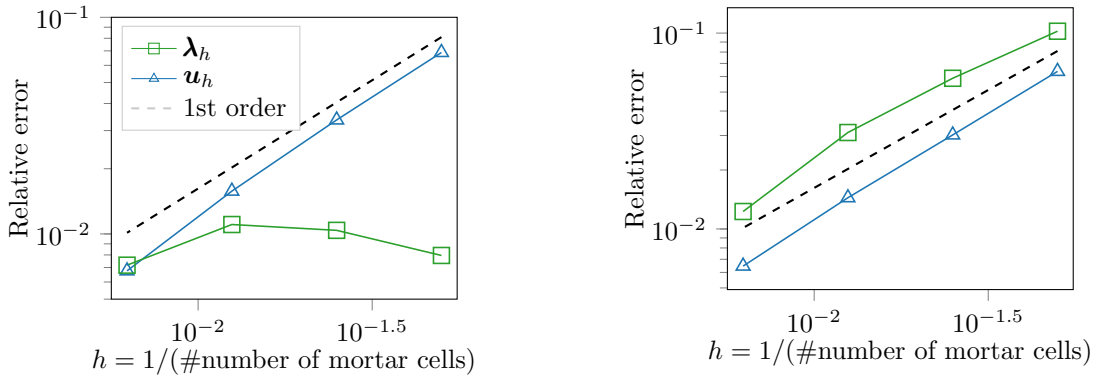 10^{-1}
λ_h
u_h
1st order
10^{-2}
Relative error
10^{-2}
10^{-1.5}
h = 1/(#number of mortar cells)
10^{-1}
10^{-2}
Relative error
10^{-2}
10^{-1.5}
h = 1/(#number of mortar cells)